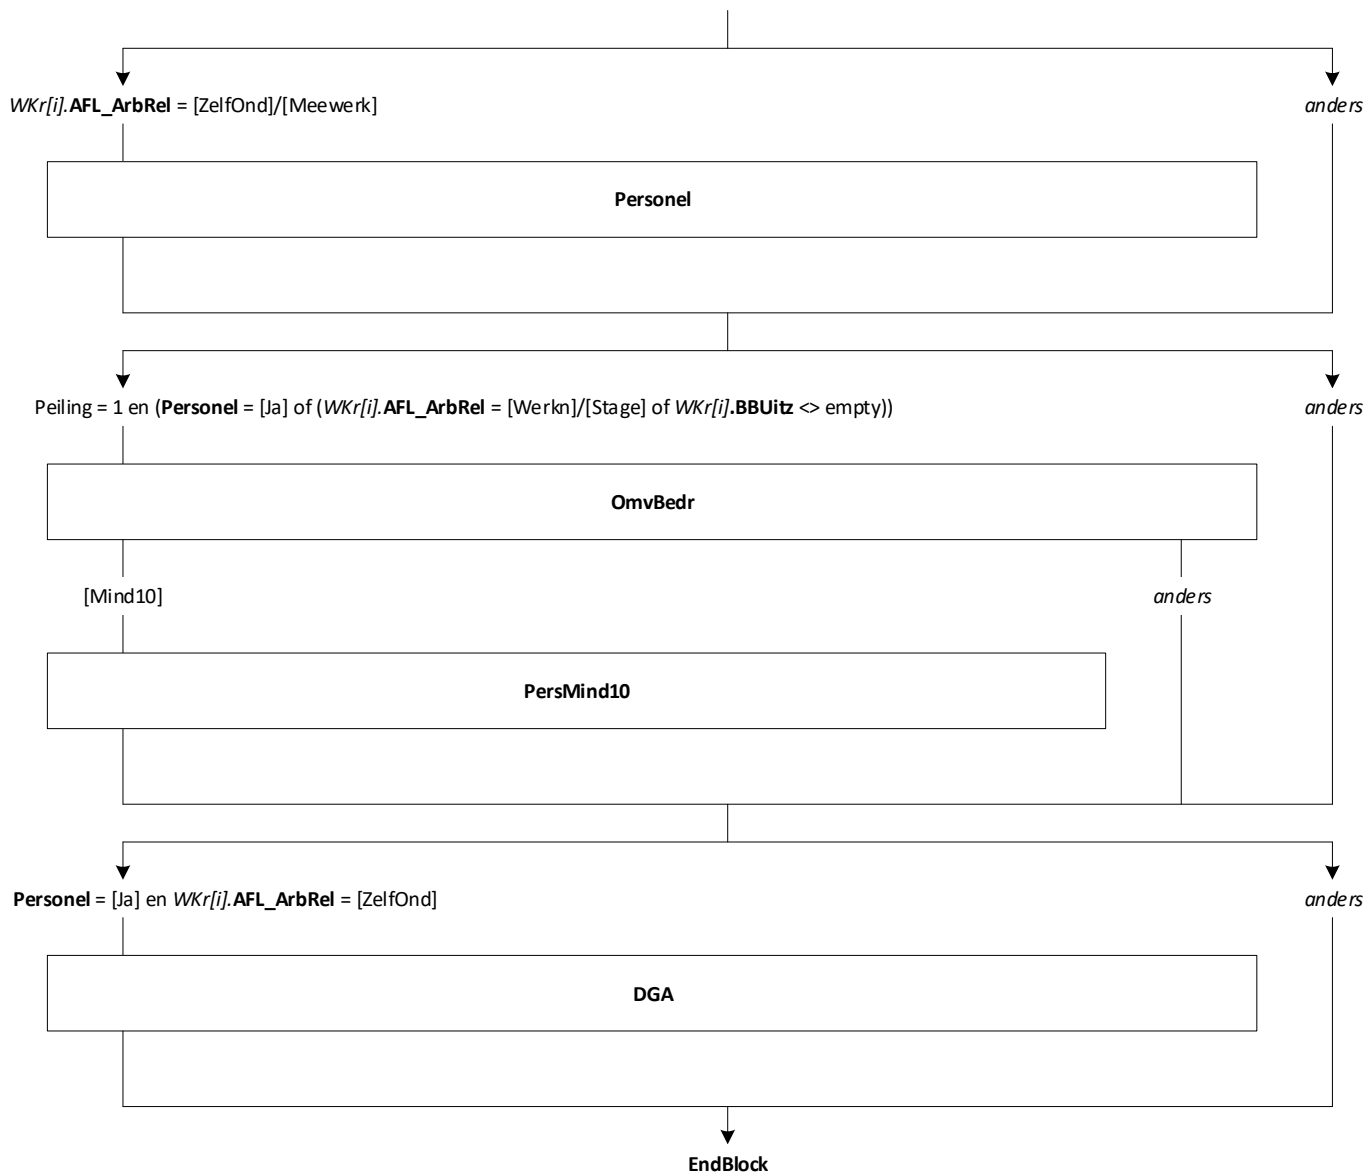 WKr[i].AFL_ArbRel = [ZelfOnd]/[Meewerk]
anders
Personel
Peiling = 1 en (Personel = [Ja] of (WKr[i].AFL_ArbRel = [Werkn]/[Stage] of WKr[i].BBUitz <> empty))
anders
OmvBedr
[Mind10]
anders
PersMind10
Personel = [Ja] en WKr[i].AFL_ArbRel = [ZelfOnd]
anders
DGA
EndBlock